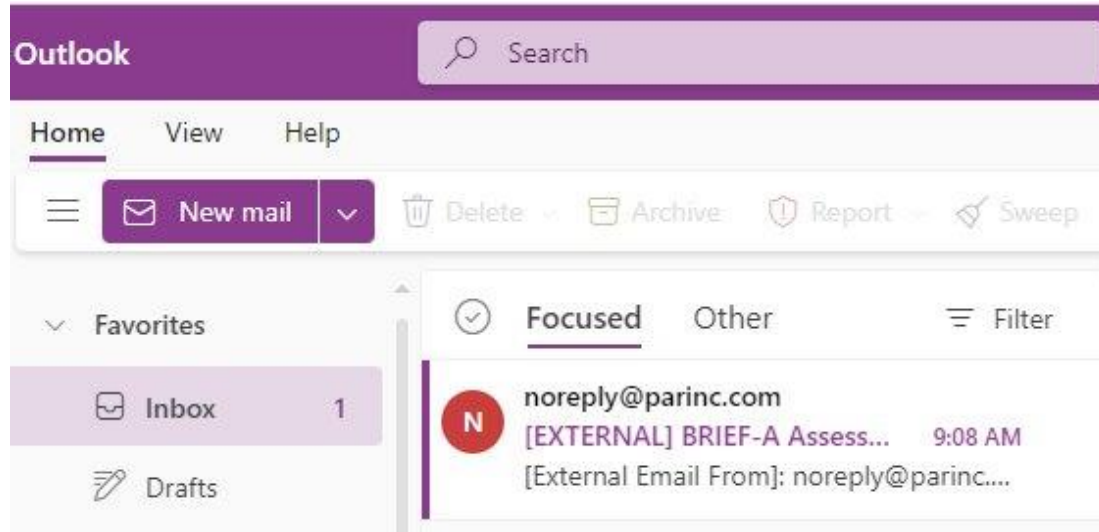 Outlook
Search
Home View Help
New mail Delete Archive Report Sweep
Favorites
Inbox 1
Drafts
Focused Other Filter
N
noreply@parinc.com
[EXTERNAL] BRIEF-A Assess... 9:08 AM
[External Email From]: noreply@parinc....